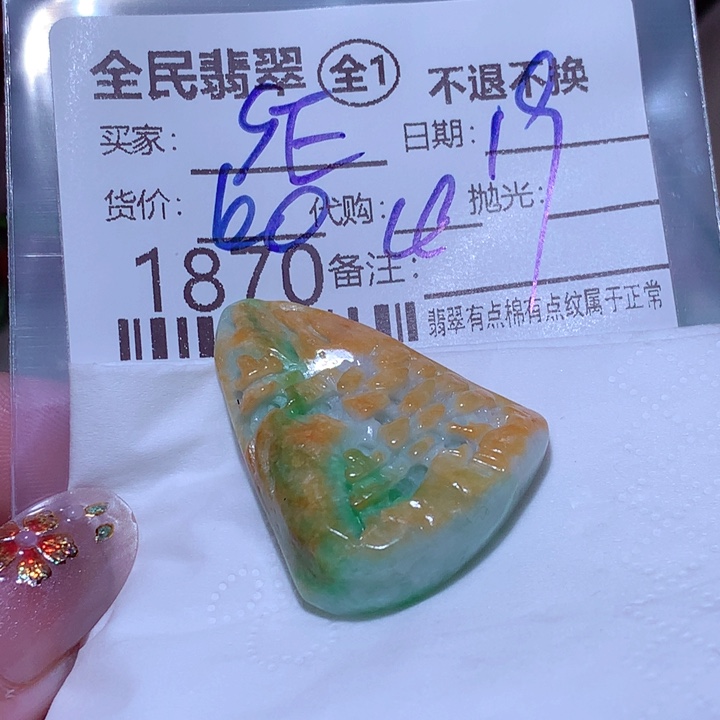 全民翡翠 全1 不退不换
买家: GE 日期: 19
货价: 60 代购: 4 抛光:
1870 备注:
翡翠有点棉有点纹属于正常